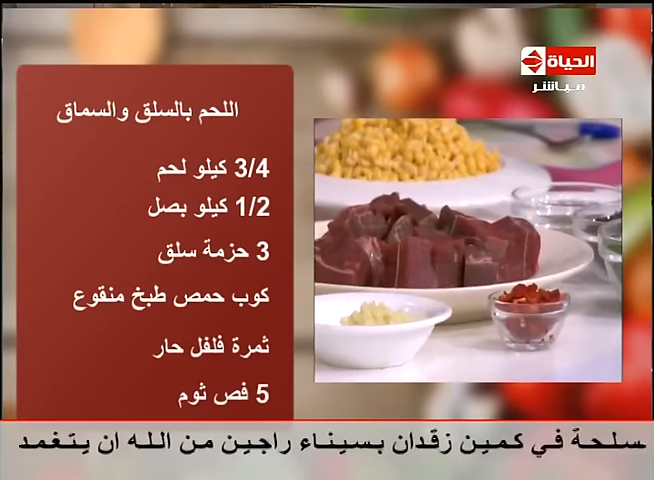 الحياة
مباشر
اللحم بالسلق والسماق
3/4 كيلو لحم
1/2 كيلو بصل
3 حزمة سلق
كوب حمص طبخ منقوع
ثمرة فلفل حار
5 فص ثوم
سلحة في كمين زقدان بسيناء راجين من الله ان يتغمد